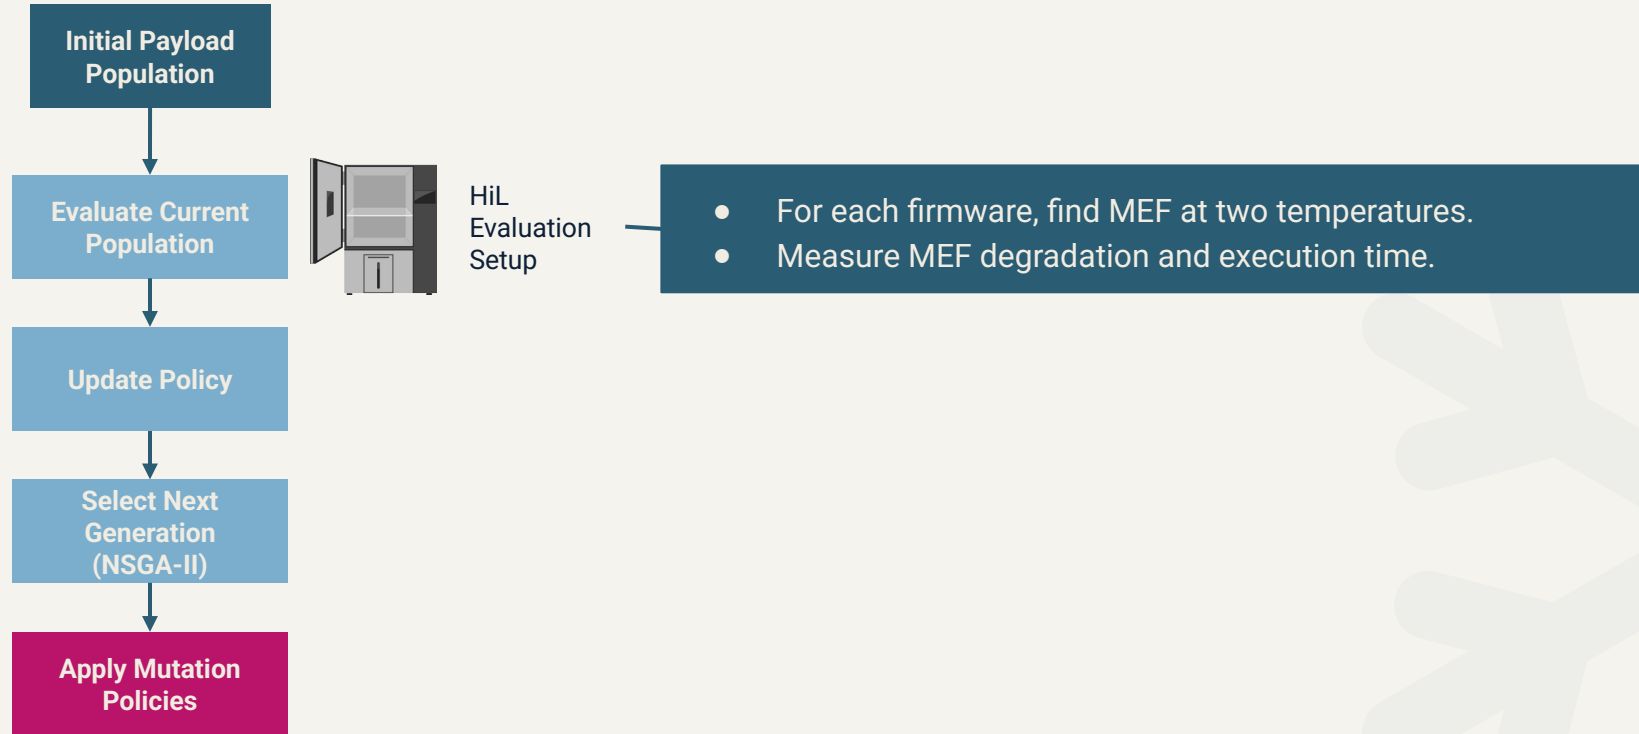 Initial Payload
Population
Evaluate Current
Population
HiL
Evaluation
Setup
● For each firmware, find MEF at two temperatures.
● Measure MEF degradation and execution time.
Update Policy
Select Next
Generation
(NSGA-II)
Apply Mutation
Policies